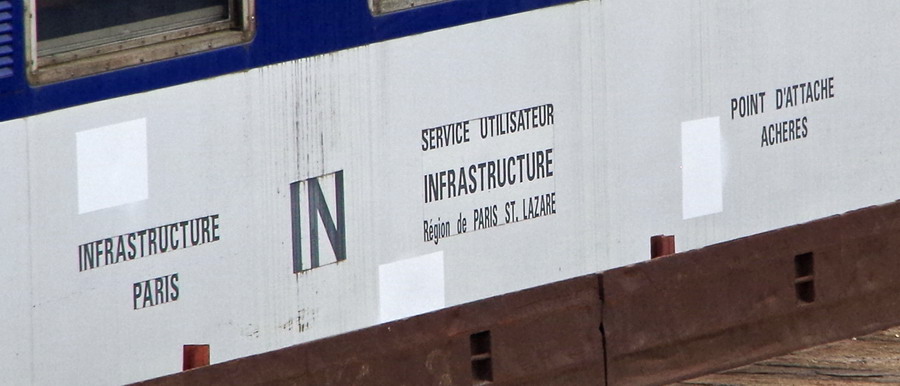 INFRASTRUCTURE
PARIS
IN
SERVICE UTILISATEUR
INFRASTRUCTURE
Région de PARIS ST. LAZARE
POINT D'ATTACHE
ACHERES